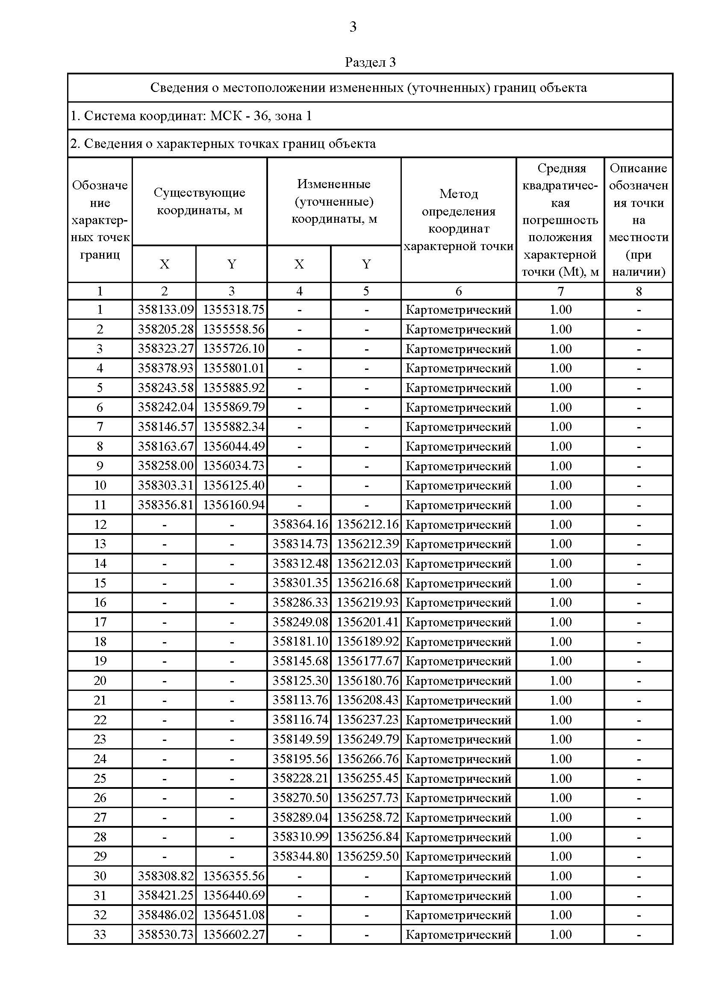 3
Раздел 3
Сведения о местоположении измененных (уточненных) границ объекта
1. Система координат: МСК - 36, зона 1
2. Сведения о характерных точках границ объекта
Обозначе
ние
характер-
ных точек
границ
Существующие
координаты, м
Измененные
(уточненные)
координаты, м
Метод
определения
координат
характерной точки
Средняя
квадратичес-
кая
погрешность
положения
характерной
точки (Mt), м
Описание
обозначен
ия точки
на
местности
(при
наличии)
X Y X Y
1 2 3 4 5 6 7 8
1 358133.09 1355318.75 - - Картометрический 1.00 -
2 358205.28 1355558.56 - - Картометрический 1.00 -
3 358323.27 1355726.10 - - Картометрический 1.00 -
4 358378.93 1355801.01 - - Картометрический 1.00 -
5 358243.58 1355885.92 - - Картометрический 1.00 -
6 358242.04 1355869.79 - - Картометрический 1.00 -
7 358146.57 1355882.34 - - Картометрический 1.00 -
8 358163.67 1356044.49 - - Картометрический 1.00 -
9 358258.00 1356034.73 - - Картометрический 1.00 -
10 358303.31 1356125.40 - - Картометрический 1.00 -
11 358356.81 1356160.94 - - Картометрический 1.00 -
12 - - 358364.16 1356212.16 Картометрический 1.00 -
13 - - 358314.73 1356212.39 Картометрический 1.00 -
14 - - 358312.48 1356212.03 Картометрический 1.00 -
15 - - 358301.35 1356216.68 Картометрический 1.00 -
16 - - 358286.33 1356219.93 Картометрический 1.00 -
17 - - 358249.08 1356201.41 Картометрический 1.00 -
18 - - 358181.10 1356189.92 Картометрический 1.00 -
19 - - 358145.68 1356177.67 Картометрический 1.00 -
20 - - 358125.30 1356180.76 Картометрический 1.00 -
21 - - 358113.76 1356208.43 Картометрический 1.00 -
22 - - 358116.74 1356237.23 Картометрический 1.00 -
23 - - 358149.59 1356249.79 Картометрический 1.00 -
24 - - 358195.56 1356266.76 Картометрический 1.00 -
25 - - 358228.21 1356255.45 Картометрический 1.00 -
26 - - 358270.50 1356257.73 Картометрический 1.00 -
27 - - 358289.04 1356258.72 Картометрический 1.00 -
28 - - 358310.99 1356256.84 Картометрический 1.00 -
29 - - 358344.80 1356259.50 Картометрический 1.00 -
30 358308.82 1356355.56 - - Картометрический 1.00 -
31 358421.25 1356440.69 - - Картометрический 1.00 -
32 358486.02 1356451.08 - - Картометрический 1.00 -
33 358530.73 1356602.27 - - Картометрический 1.00 -